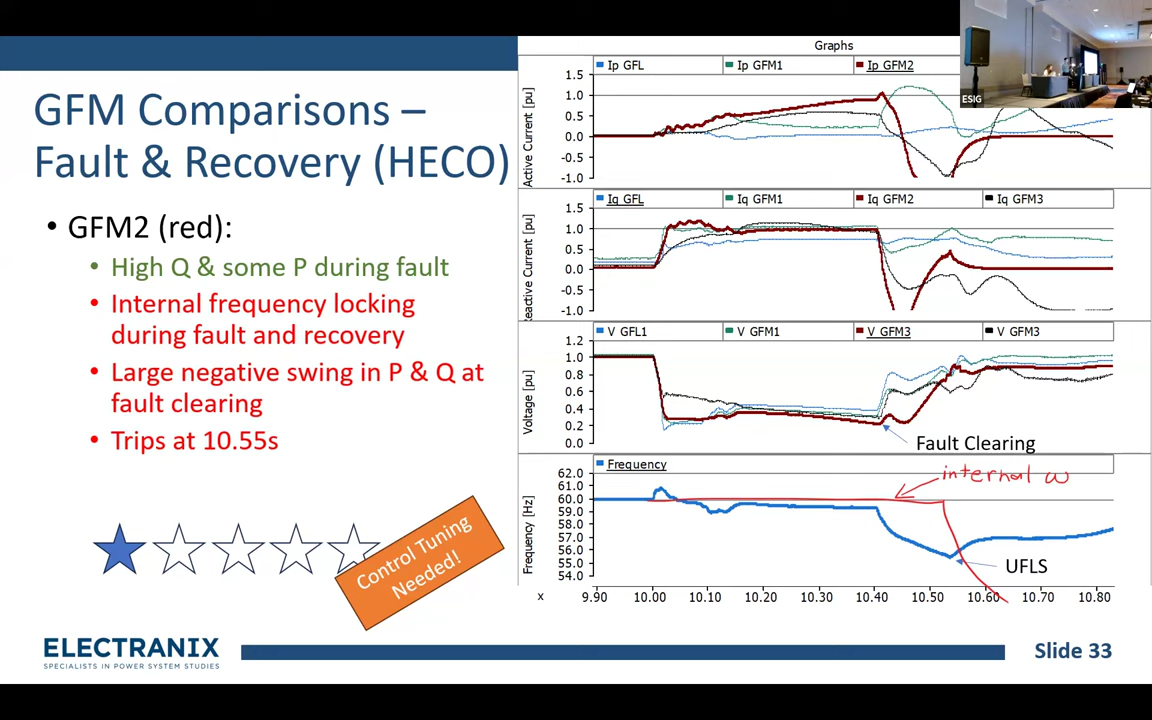 GFM Comparisons –
Fault & Recovery (HECO)
• GFM2 (red):
• High Q & some P during fault
• Internal frequency locking
during fault and recovery
• Large negative swing in P & Q at
fault clearing
• Trips at 10.55s
Control Tuning
Needed!
ELECTRANIX
SPECIALISTS IN POWER SYSTEM STUDIES
Slide 33
Graphs
ESIG
Ip GFL Ip GFM1 Ip GFM2
Active Current [pu]
1.5
1.0
0.5
0.0
-0.5
-1.0
Iq GFL Iq GFM1 Iq GFM2 Iq GFM3
Reactive Current [pu]
1.5
1.0
0.5
0.0
-0.5
-1.0
V GFL1 V GFM1 V GFM3 V GFM3
Voltage [pu]
1.2
1.0
0.8
0.6
0.4
0.2
0.0
Fault Clearing
Frequency
Frequency [Hz]
62.0
61.0
60.0
59.0
58.0
57.0
56.0
55.0
54.0
internal ω
UFLS
x 9.90 10.00 10.10 10.20 10.30 10.40 10.50 10.60 10.70 10.80